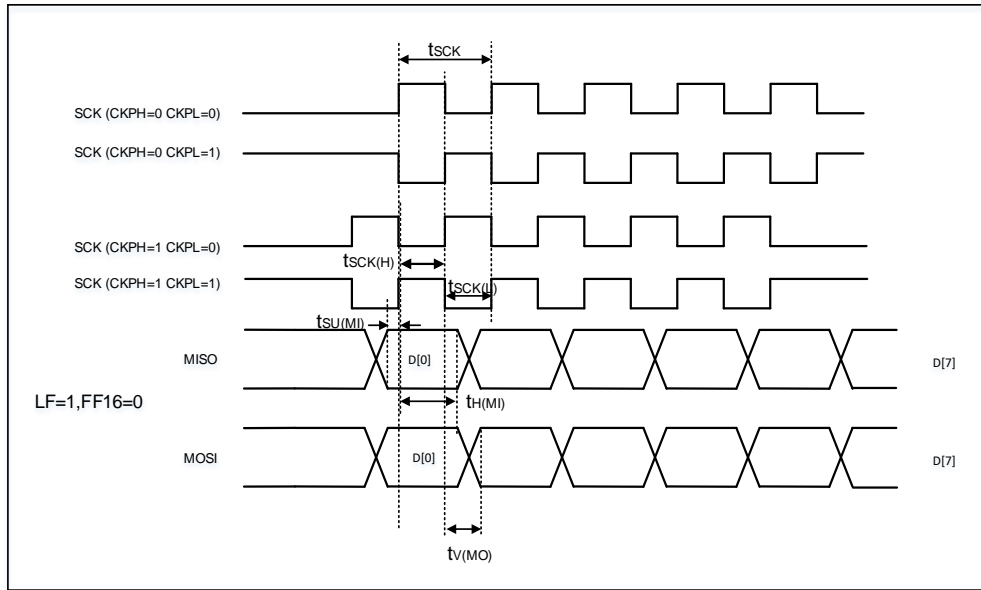 tSCK
SCK (CKPH=0 CKPL=0)
SCK (CKPH=0 CKPL=1)
SCK (CKPH=1 CKPL=0)
tSCK(H)
SCK (CKPH=1 CKPL=1)
tSCK(L)
tSU(MI)
MISO
D[0]
D[7]
LF=1,FF16=0
tH(MI)
MOSI
D[0]
D[7]
tV(MO)